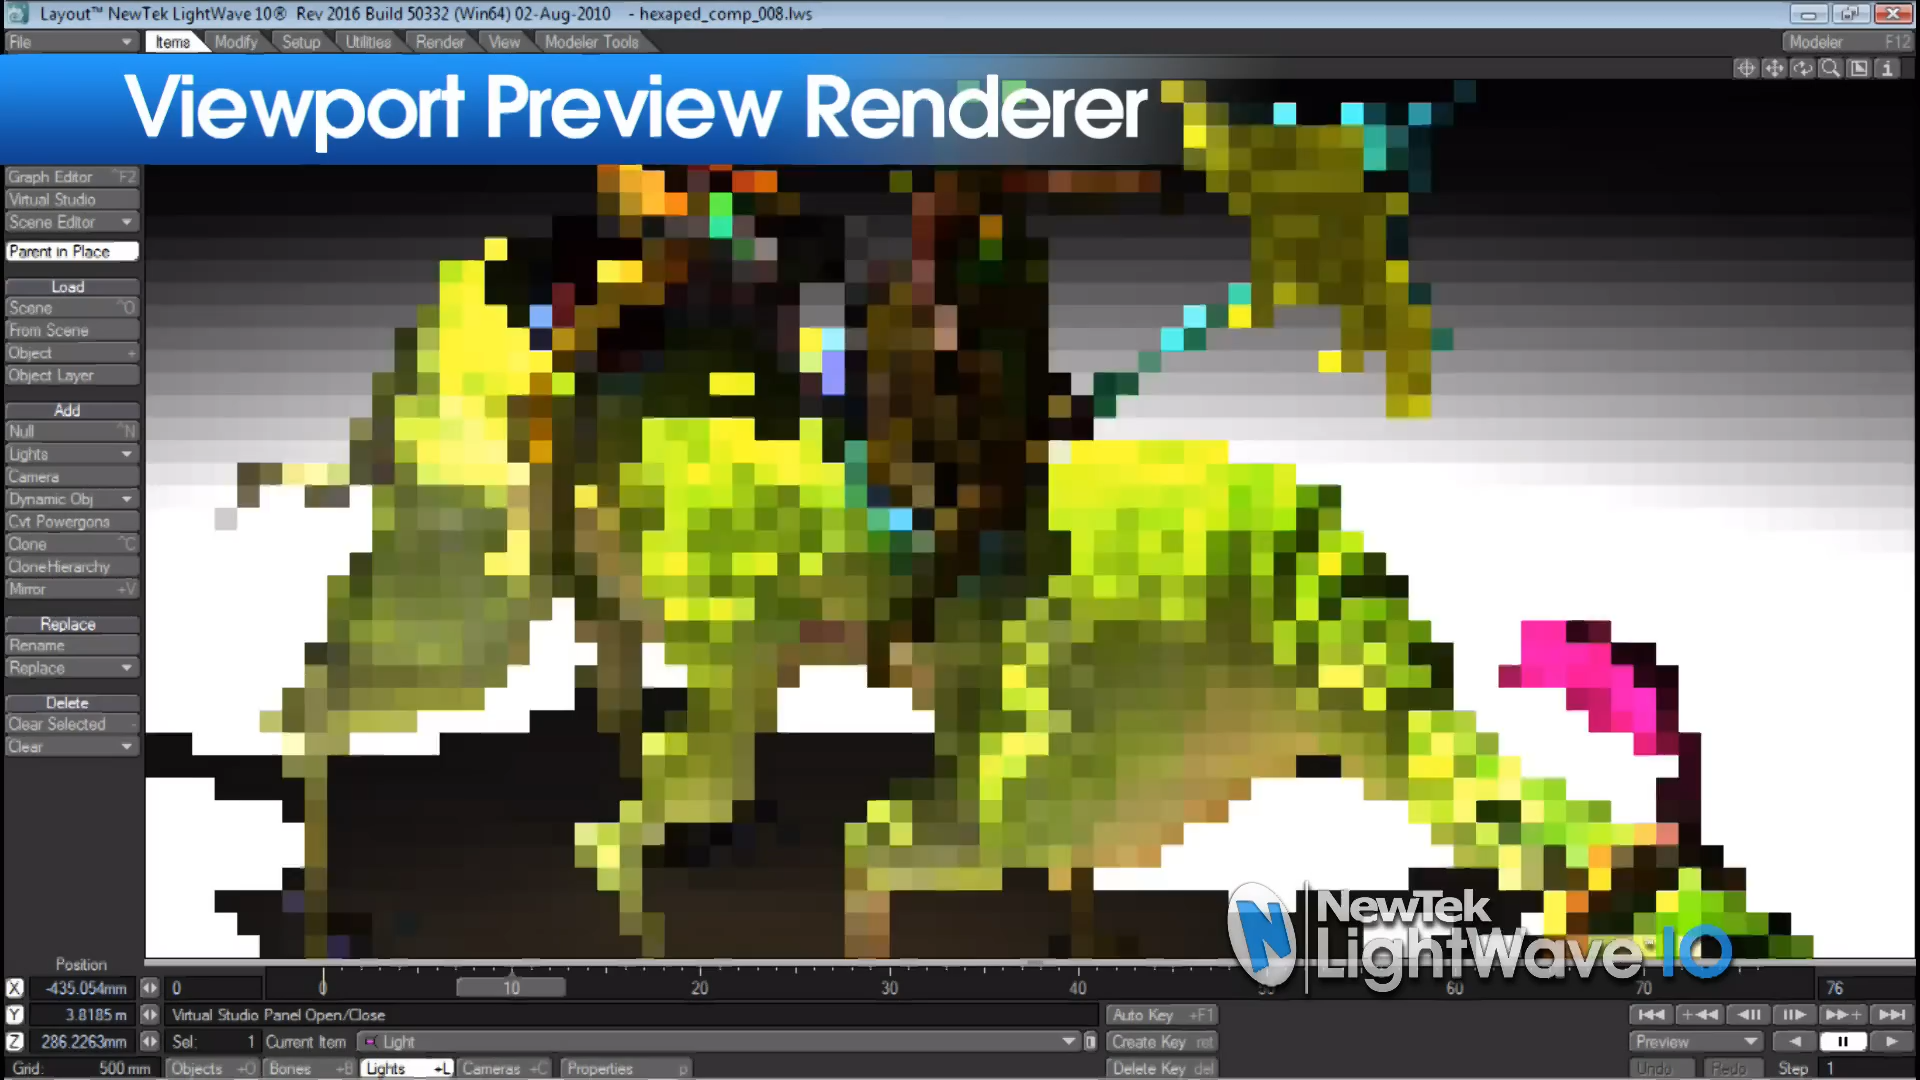 Layout™ NewTek LightWave 10® Rev 2016 Build 50332 (Win64) 02-Aug-2010 - hexaped_comp_008.lws
File Items Modify Setup Utilities Render View Modeler Tools Modeler F12
Viewport Preview Renderer
Graph Editor ^F2
Virtual Studio
Scene Editor
Parent in Place
Load
Scene ^O
From Scene
Object +
Object Layer
Add
Null ^N
Lights
Camera
Dynamic Obj
Cvt Powergons
Clone ^C
CloneHierarchy
Mirror +V
Replace
Rename
Replace
Delete
Clear Selected -
Clear
NewTek
LightWave 10
Position
X -435.054mm 0 0 10 20 30 40 50 60 70 76
Y 3.8185 m Virtual Studio Panel Open/Close Auto Key +F1
Z 286.2263mm Sel: 1 Current Item Light Create Key ret Preview
Grid: 500 mm Objects +O Bones +B Lights +L Cameras +C Properties p Delete Key del Undo Redo Step 1